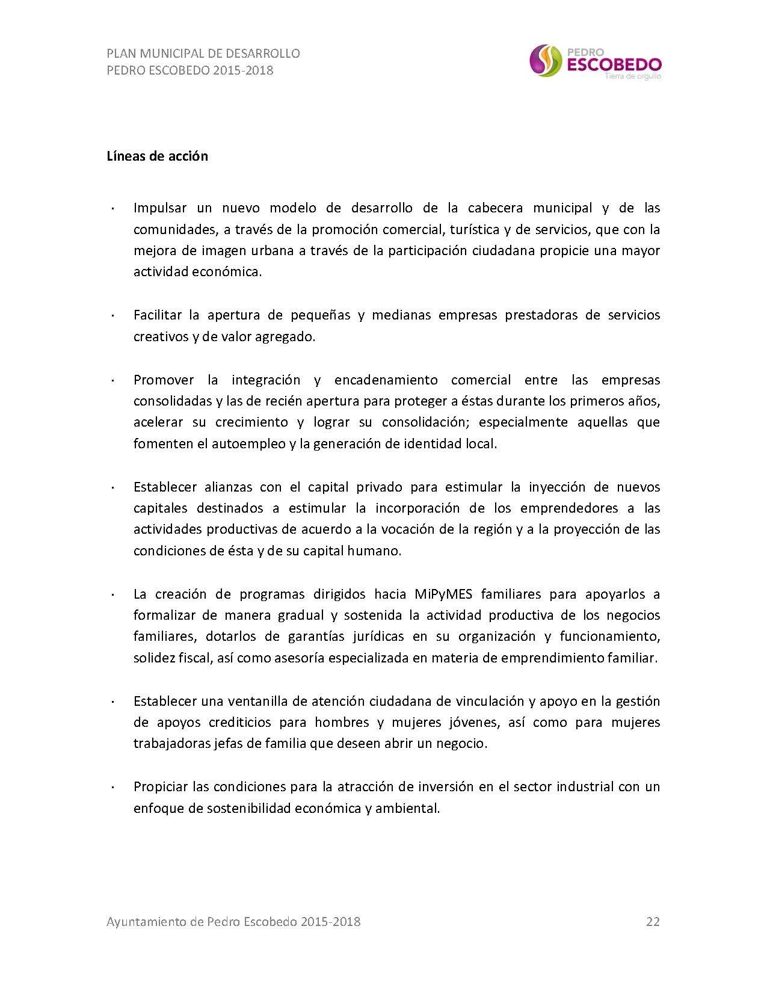 PLAN MUNICIPAL DE DESARROLLO
PEDRO ESCOBEDO 2015-2018
PEDRO
ESCOBEDO
Tierra de orgullo
Líneas de acción
· Impulsar un nuevo modelo de desarrollo de la cabecera municipal y de las
comunidades, a través de la promoción comercial, turística y de servicios, que con la
mejora de imagen urbana a través de la participación ciudadana propicie una mayor
actividad económica.
· Facilitar la apertura de pequeñas y medianas empresas prestadoras de servicios
creativos y de valor agregado.
· Promover la integración y encadenamiento comercial entre las empresas
consolidadas y las de recién apertura para proteger a éstas durante los primeros años,
acelerar su crecimiento y lograr su consolidación; especialmente aquellas que
fomenten el autoempleo y la generación de identidad local.
· Establecer alianzas con el capital privado para estimular la inyección de nuevos
capitales destinados a estimular la incorporación de los emprendedores a las
actividades productivas de acuerdo a la vocación de la región y a la proyección de las
condiciones de ésta y de su capital humano.
· La creación de programas dirigidos hacia MiPyMES familiares para apoyarlos a
formalizar de manera gradual y sostenida la actividad productiva de los negocios
familiares, dotarlos de garantías jurídicas en su organización y funcionamiento,
solidez fiscal, así como asesoría especializada en materia de emprendimiento familiar.
· Establecer una ventanilla de atención ciudadana de vinculación y apoyo en la gestión
de apoyos crediticios para hombres y mujeres jóvenes, así como para mujeres
trabajadoras jefas de familia que deseen abrir un negocio.
· Propiciar las condiciones para la atracción de inversión en el sector industrial con un
enfoque de sostenibilidad económica y ambiental.
Ayuntamiento de Pedro Escobedo 2015-2018 22